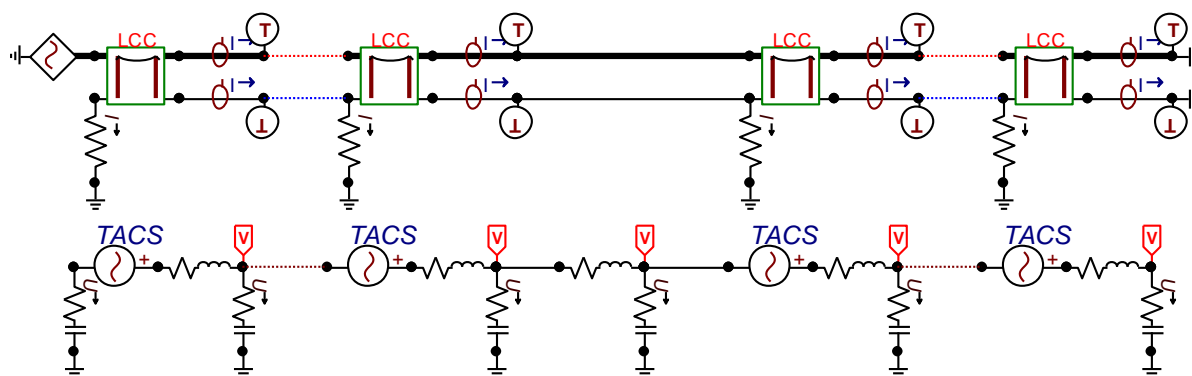 T T T T
LCC I LCC I LCC I LCC I
I I I I
T T T T
I I I I
TACS V TACS V V TACS V TACS V
+ + + +
U U U U U U